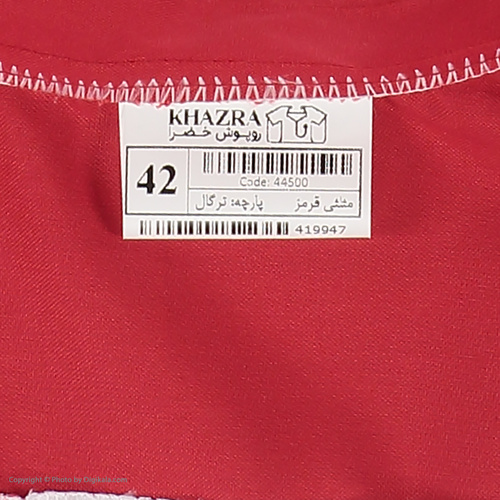 KHAZRA
روپوش خضرا
42
Code: 44500
پارچه: ترگال مثلثی قرمز
419947
Copyright © Photo By Digikala.com